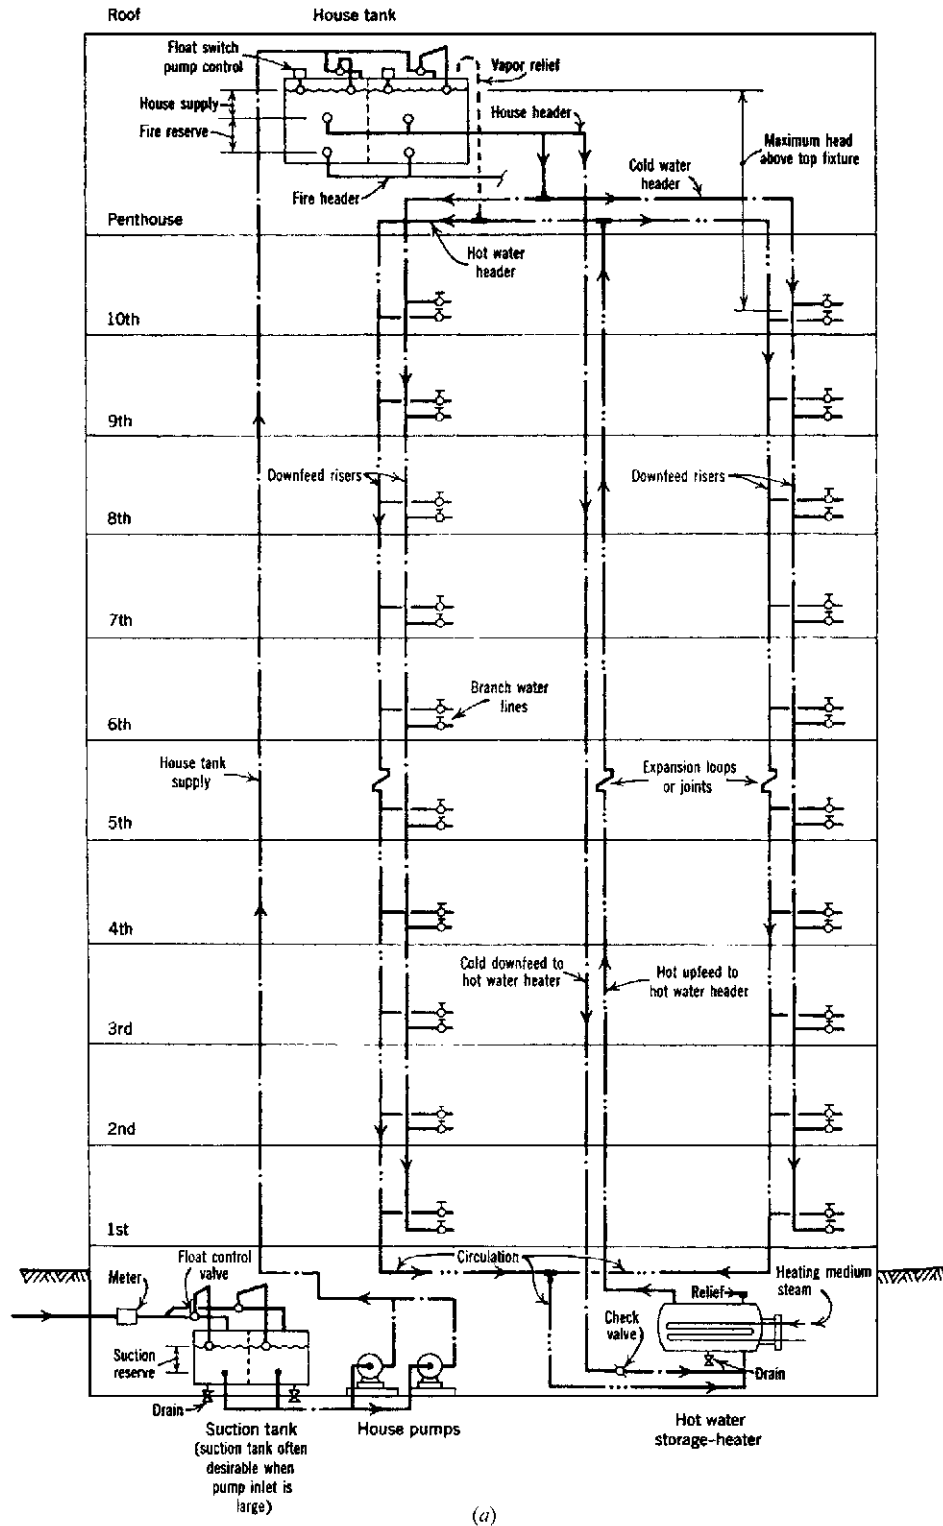 Roof
House tank
Float switch
pump control
Vapor relief
House supply
House header
Fire reserve
Maximum head
above top fixture
Cold water
header
Fire header
Penthouse
Hot water
header
10th
9th
Downfeed risers
Downfeed risers
8th
7th
Branch water
lines
6th
House tank
supply
Expansion loops
or joints
5th
4th
Cold downfeed to
hot water heater
Hot upfeed to
hot water header
3rd
2nd
1st
Float control
valve
Circulation
Meter
Heating medium
steam
Relief
Check
valve
Suction
reserve
Drain
Drain
Suction tank
(suction tank often
desirable when
pump inlet is
large)
House pumps
Hot water
storage-heater
(a)